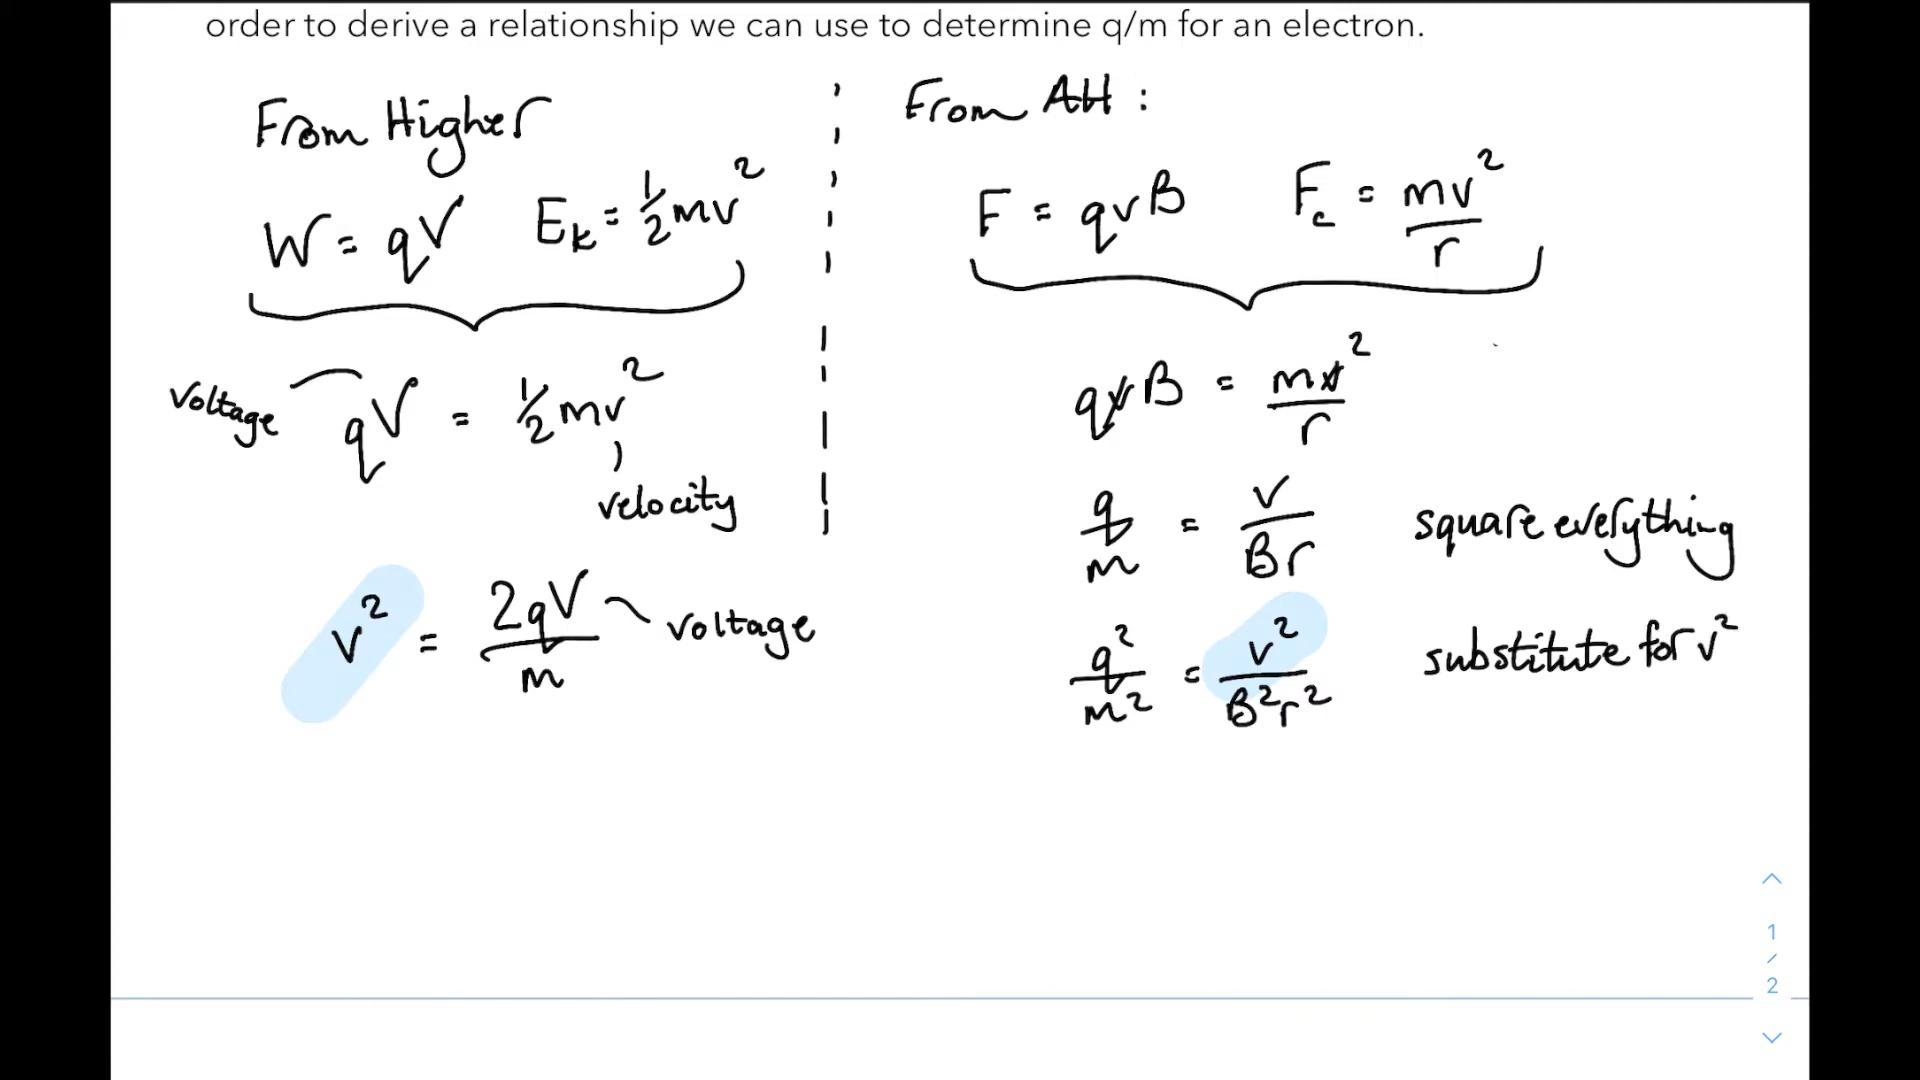 order to derive a relationship we can use to determine q/m for an electron.
From Higher
W = qV   E_k = ½mv²
voltage   qV = ½mv²
velocity
v² = 2qV/m   voltage
From AH :
F = qvB   F_c = mv²/r
qvB = mv²/r
q/m = v/Br   square everything
q²/m² = v²/B²r²   substitute for v²
1
/
2